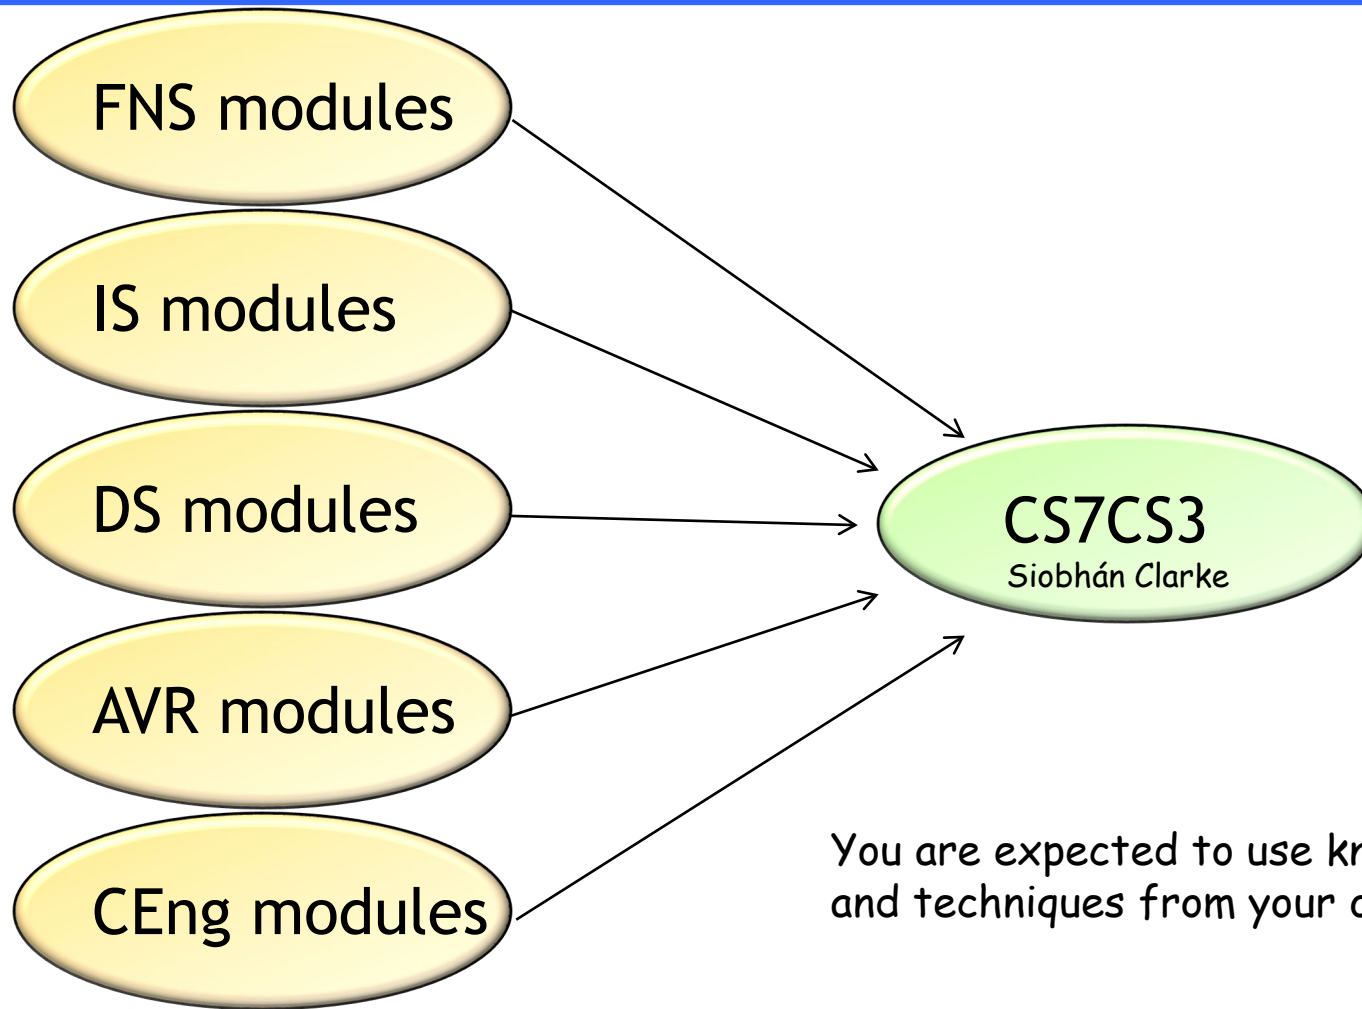 FNS modules
IS modules
DS modules
AVR modules
CEng modules
CS7CS3
Siobhán Clarke
You are expected to use
and techniques from your